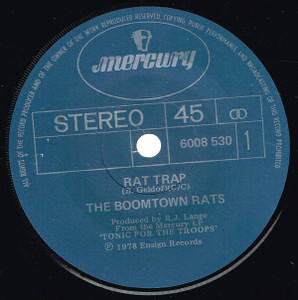 ALL RIGHTS OF THE RECORD PRODUCER AND OF THE OWNER OF THE WORK REPRODUCED RESERVED. UNAUTHORISED COPYING, PUBLIC PERFORMANCE AND BROADCASTING OF THIS RECORD PROHIBITED
mercury
STEREO 45
6008 530 1
RAT TRAP
THE BOOMTOWN RATS
Produced by R.J. Lange
From the Mercury LP
"TONIC FOR THE TROOPS"
℗ 1978 Ensign Records